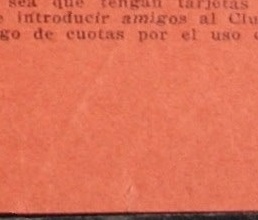 sea que tengan tarjetas
introducir amigos al Clu
go de cuotas por el uso